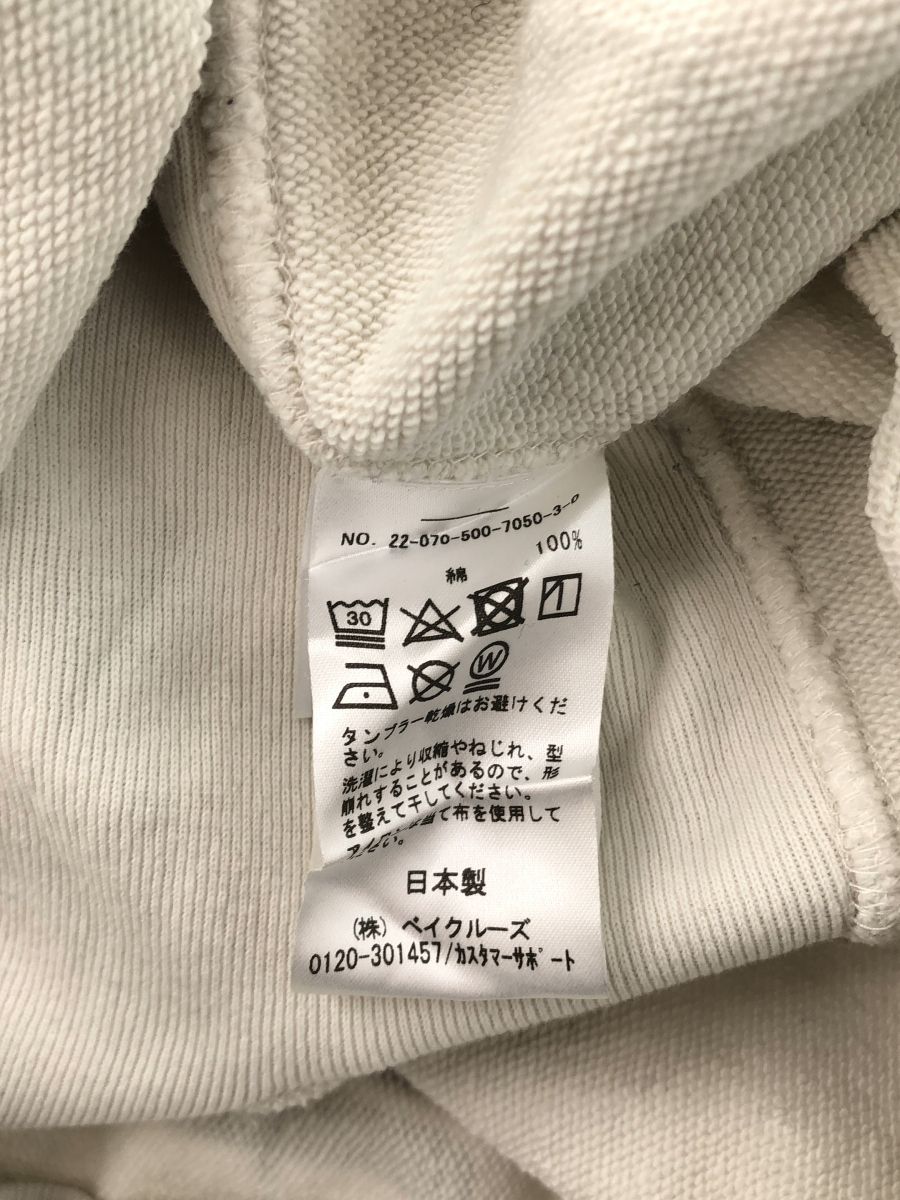 NO. 22-070-500-7050-3-0
100%
綿
30
W
タンブラー乾燥はお避けくだ
さい。
洗濯により収縮やねじれ、型
崩れすることがあるので、形
を整えて干してください。
て布を使用して
さい。
日本製
(株) ベイクルーズ
0120-301457/カスタマーサポート